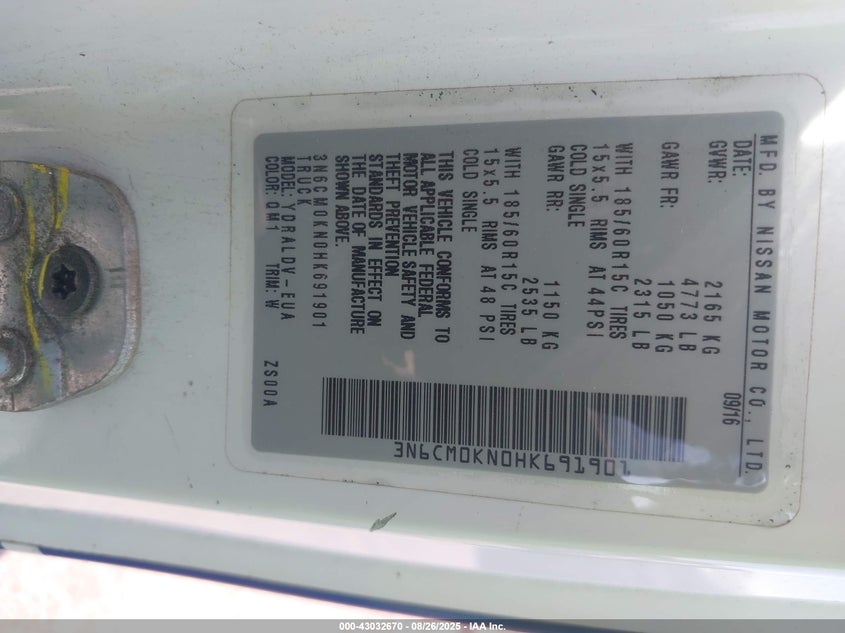 MFD. BY NISSAN MOTOR CO., LTD.
DATE: 09/16
GVWR: 2165 KG
4773 LB
GAWR FR: 1050 KG
2315 LB
WITH 185/60R15C TIRES
15x5.5 RIMS AT 44PSI
COLD SINGLE
GAWR RR: 1150 KG
2535 LB
WITH 185/60R15C TIRES
15x5.5 RIMS AT 48 PSI
COLD SINGLE
THIS VEHICLE CONFORMS TO
ALL APPLICABLE FEDERAL
MOTOR VEHICLE SAFETY AND
THEFT PREVENTION
STANDARDS IN EFFECT ON
THE DATE OF MANUFACTURE
SHOWN ABOVE.
3N6CM0KN0HK691901
TRUCK
MODEL: YDRALDV-EUA
COLOR: QM1 TRIM: W ZS00A
3N6CM0KN0HK691901
000-43032670 - 08/26/2025 - IAA Inc.